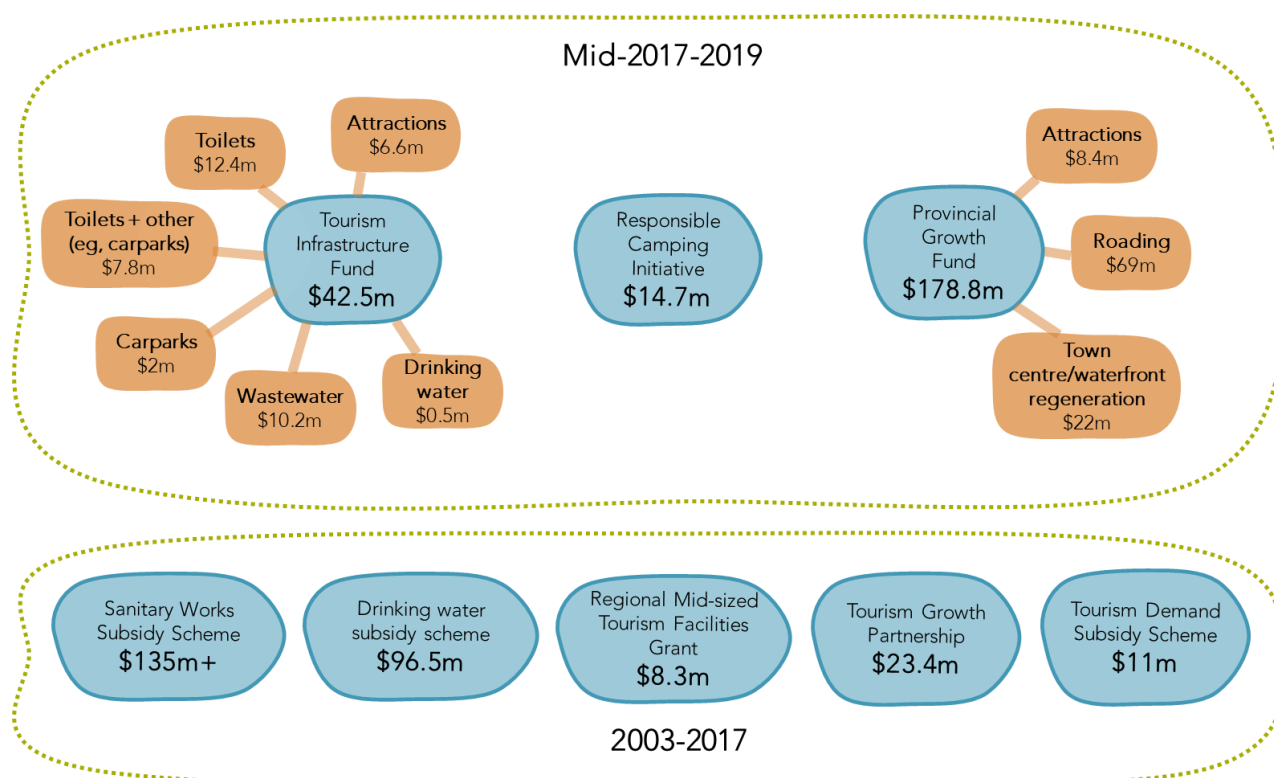 Mid-2017-2019
Toilets
$12.4m
Attractions
$6.6m
Toilets + other
(eg, carparks)
$7.8m
Tourism
Infrastructure
Fund
$42.5m
Carparks
$2m
Wastewater
$10.2m
Drinking
water
$0.5m
Responsible
Camping
Initiative
$14.7m
Provincial
Growth
Fund
$178.8m
Attractions
$8.4m
Roading
$69m
Town
centre/waterfront
regeneration
$22m
Sanitary Works
Subsidy Scheme
$135m+
Drinking water
subsidy scheme
$96.5m
Regional Mid-sized
Tourism Facilities
Grant
$8.3m
Tourism Growth
Partnership
$23.4m
Tourism Demand
Subsidy Scheme
$11m
2003-2017